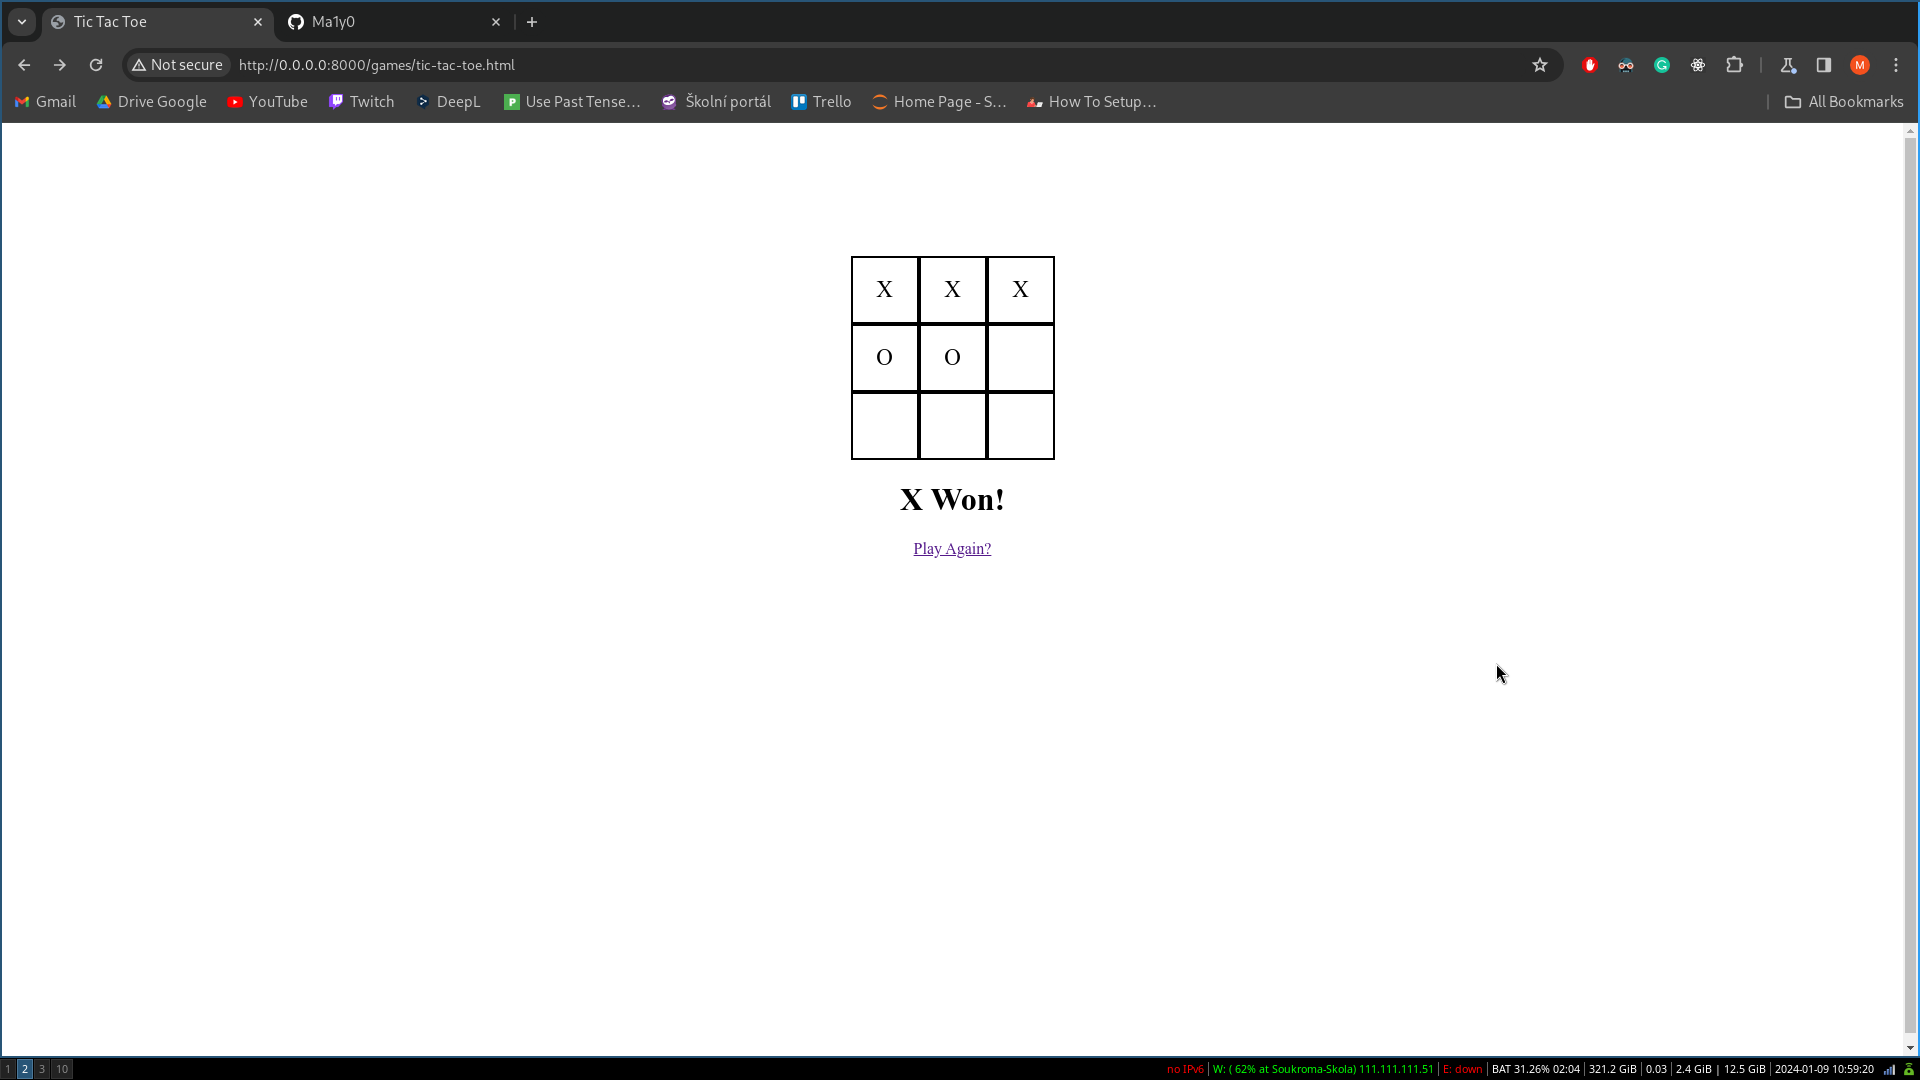 Tic Tac Toe
Ma1y0
Not secure http://0.0.0.0:8000/games/tic-tac-toe.html
M
Gmail Drive Google YouTube Twitch DeepL Use Past Tense... Školní portál Trello Home Page - S... How To Setup... All Bookmarks
X X X
O O
X Won!
Play Again?
1 2 3 10 no IPv6 W: ( 62% at Soukroma-Skola) 111.111.111.51 E: down BAT 31.26% 02:04 321.2 GiB 0.03 2.4 GiB | 12.5 GiB 2024-01-09 10:59:20